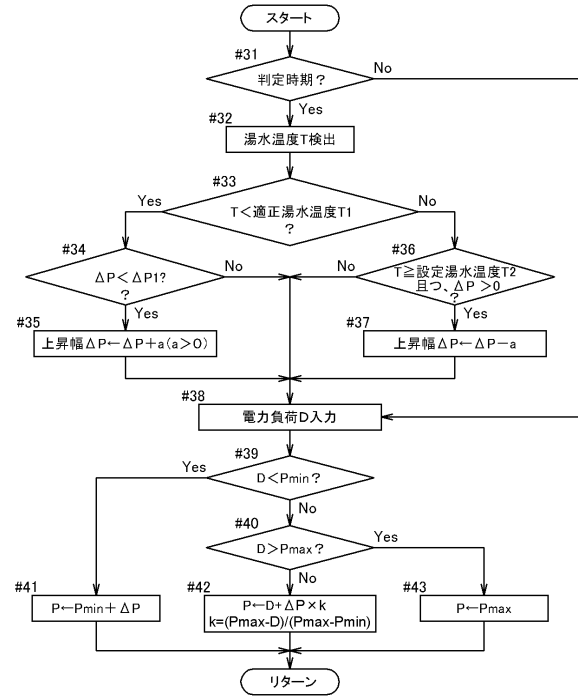 スタート
#31
判定時期？
No
Yes
#32
湯水温度T検出
#33
T＜適正湯水温度T1
？
Yes
No
#34
ΔP＜ΔP1?
？
No
Yes
#36
T≧設定湯水温度T2
且つ、ΔP＞0
？
No
Yes
#35
上昇幅ΔP←ΔP＋a(a＞0)
#37
上昇幅ΔP←ΔP－a
#38
電力負荷D入力
#39
D＜Pmin？
Yes
No
#40
D＞Pmax？
Yes
No
#41
P←Pmin＋ΔP
#42
P←D+ΔP×k
k=(Pmax-D)/(Pmax-Pmin)
#43
P←Pmax
リターン